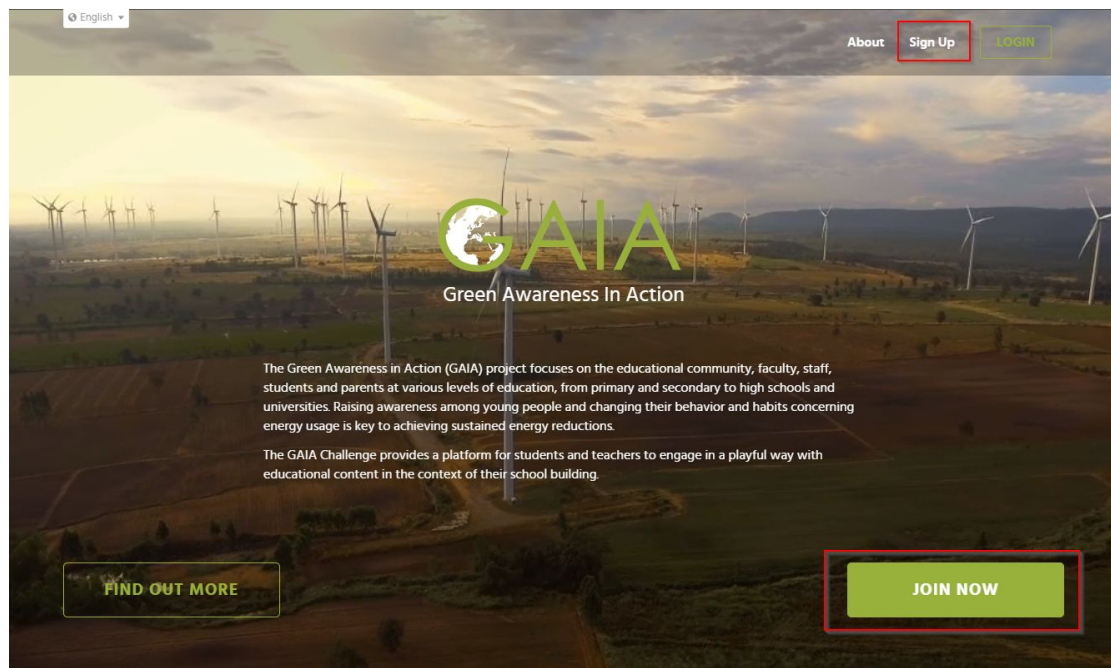 English
About Sign Up LOGIN
GAIA
Green Awareness In Action
The Green Awareness in Action (GAIA) project focuses on the educational community, faculty, staff,
students and parents at various levels of education, from primary and secondary to high schools and
universities. Raising awareness among young people and changing their behavior and habits concerning
energy usage is key to achieving sustained energy reductions.
The GAIA Challenge provides a platform for students and teachers to engage in a playful way with
educational content in the context of their school building.
FIND OUT MORE
JOIN NOW